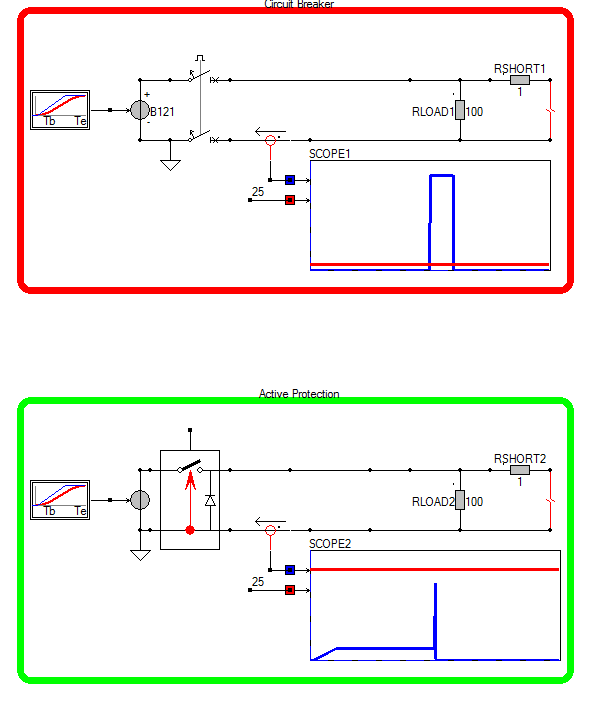 Circuit Breaker
RSHORT1
1
Tb Te
+
B121
-
RLOAD1 100
SCOPE1
25
Active Protection
RSHORT2
1
Tb Te
RLOAD2 100
SCOPE2
25